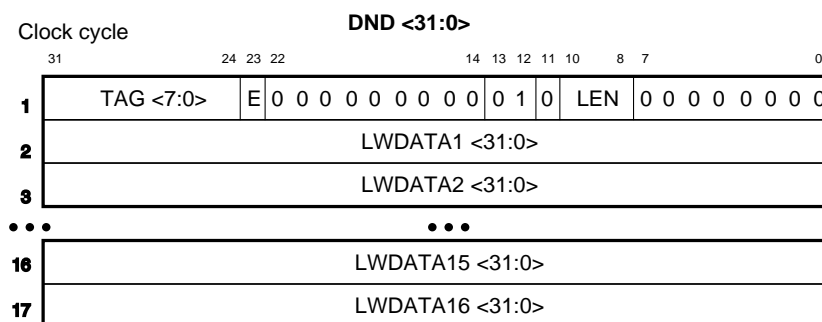 DND <31:0>
Clock cycle
31 24 23 22 14 13 12 11 10 8 7 0
1 TAG <7:0> E 0 0 0 0 0 0 0 0 0 0 1 0 LEN 0 0 0 0 0 0 0 0
2 LWDATA1 <31:0>
3 LWDATA2 <31:0>
••• •••
16 LWDATA15 <31:0>
17 LWDATA16 <31:0>